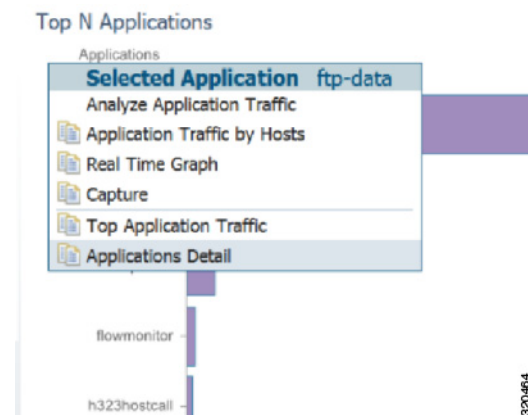 Top N Applications
Applications
Selected Application ftp-data
Analyze Application Traffic
Application Traffic by Hosts
Real Time Graph
Capture
Top Application Traffic
Applications Detail
flowmonitor
h323hostcall